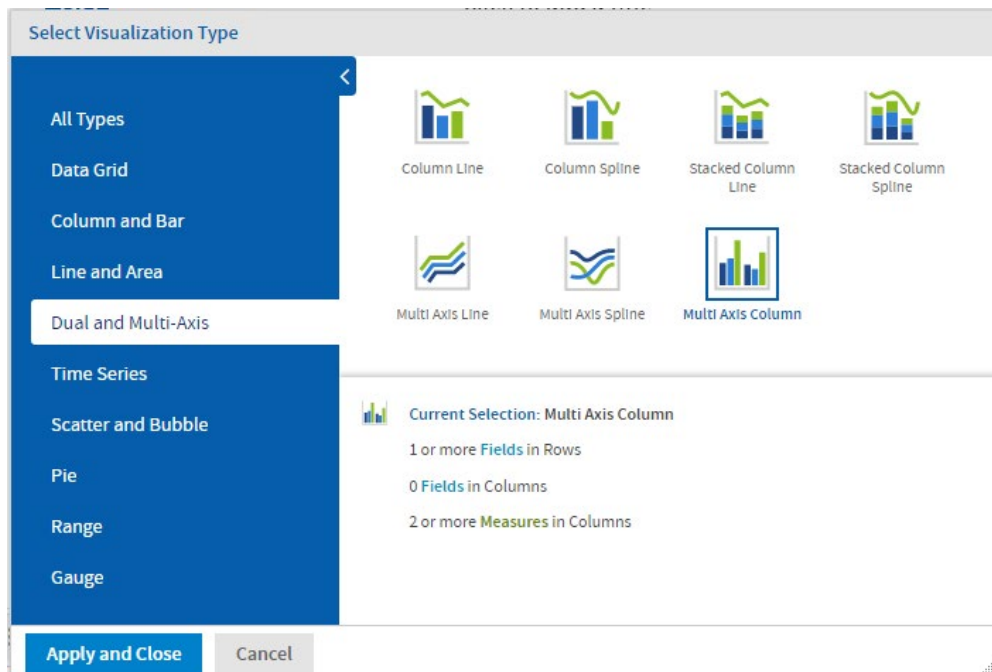 Select Visualization Type
All Types
Data Grid
Column and Bar
Line and Area
Dual and Multi-Axis
Time Series
Scatter and Bubble
Pie
Range
Gauge
Column Line
Column Spline
Stacked Column
Line
Stacked Column
Spline
Multi Axis Line
Multi Axis Spline
Multi Axis Column
Current Selection: Multi Axis Column
1 or more Fields in Rows
0 Fields in Columns
2 or more Measures in Columns
Apply and Close
Cancel